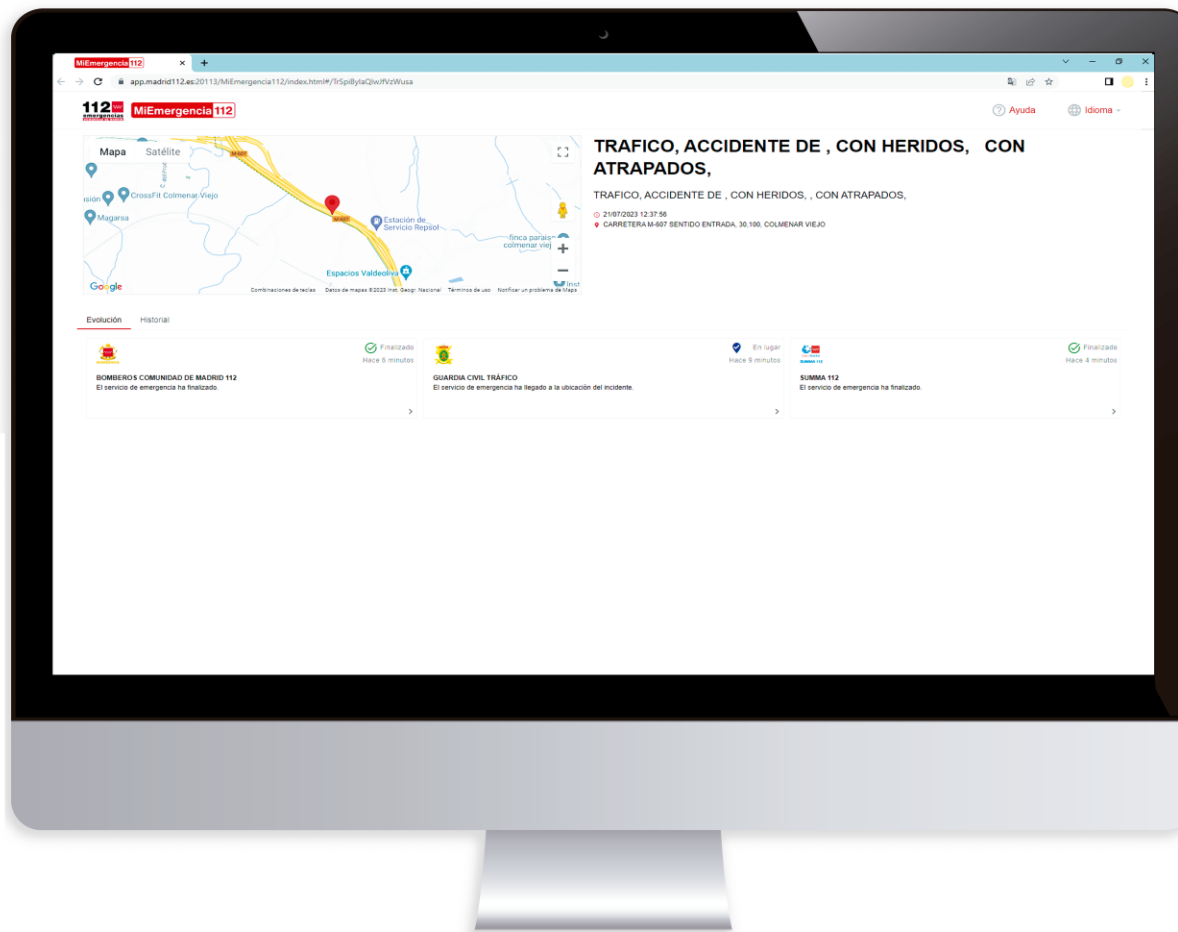 MiEmergencia 112
app.madrid112.es:20113/MiEmergencia112/index.html#/TrSpiByIaQIwJfVzWusa
112
emergencias
MiEmergencia 112
Ayuda
Idioma
Mapa
Satélite
M-607
CrossFit Colmenar Viejo
Magarsa
M-607
Estación de
Servicio Repsol
finca paraiso
colmenar viej
Espacios Valdeoliva
Inst
Google
Combinaciones de teclas
Datos de mapas ©2023 Inst. Geogr. Nacional
Términos de uso
Notificar un problema de Maps
TRAFICO, ACCIDENTE DE , CON HERIDOS, CON
ATRAPADOS,
TRAFICO, ACCIDENTE DE , CON HERIDOS, , CON ATRAPADOS,
21/07/2023 12:37:56
CARRETERA M-607 SENTIDO ENTRADA, 30,100, COLMENAR VIEJO
Evolución
Historial
Finalizado
Hace 6 minutos
BOMBEROS COMUNIDAD DE MADRID 112
El servicio de emergencia ha finalizado.
En lugar
Hace 9 minutos
GUARDIA CIVIL TRÁFICO
El servicio de emergencia ha llegado a la ubicación del incidente.
SUMMA 112
Finalizado
Hace 4 minutos
SUMMA 112
El servicio de emergencia ha finalizado.